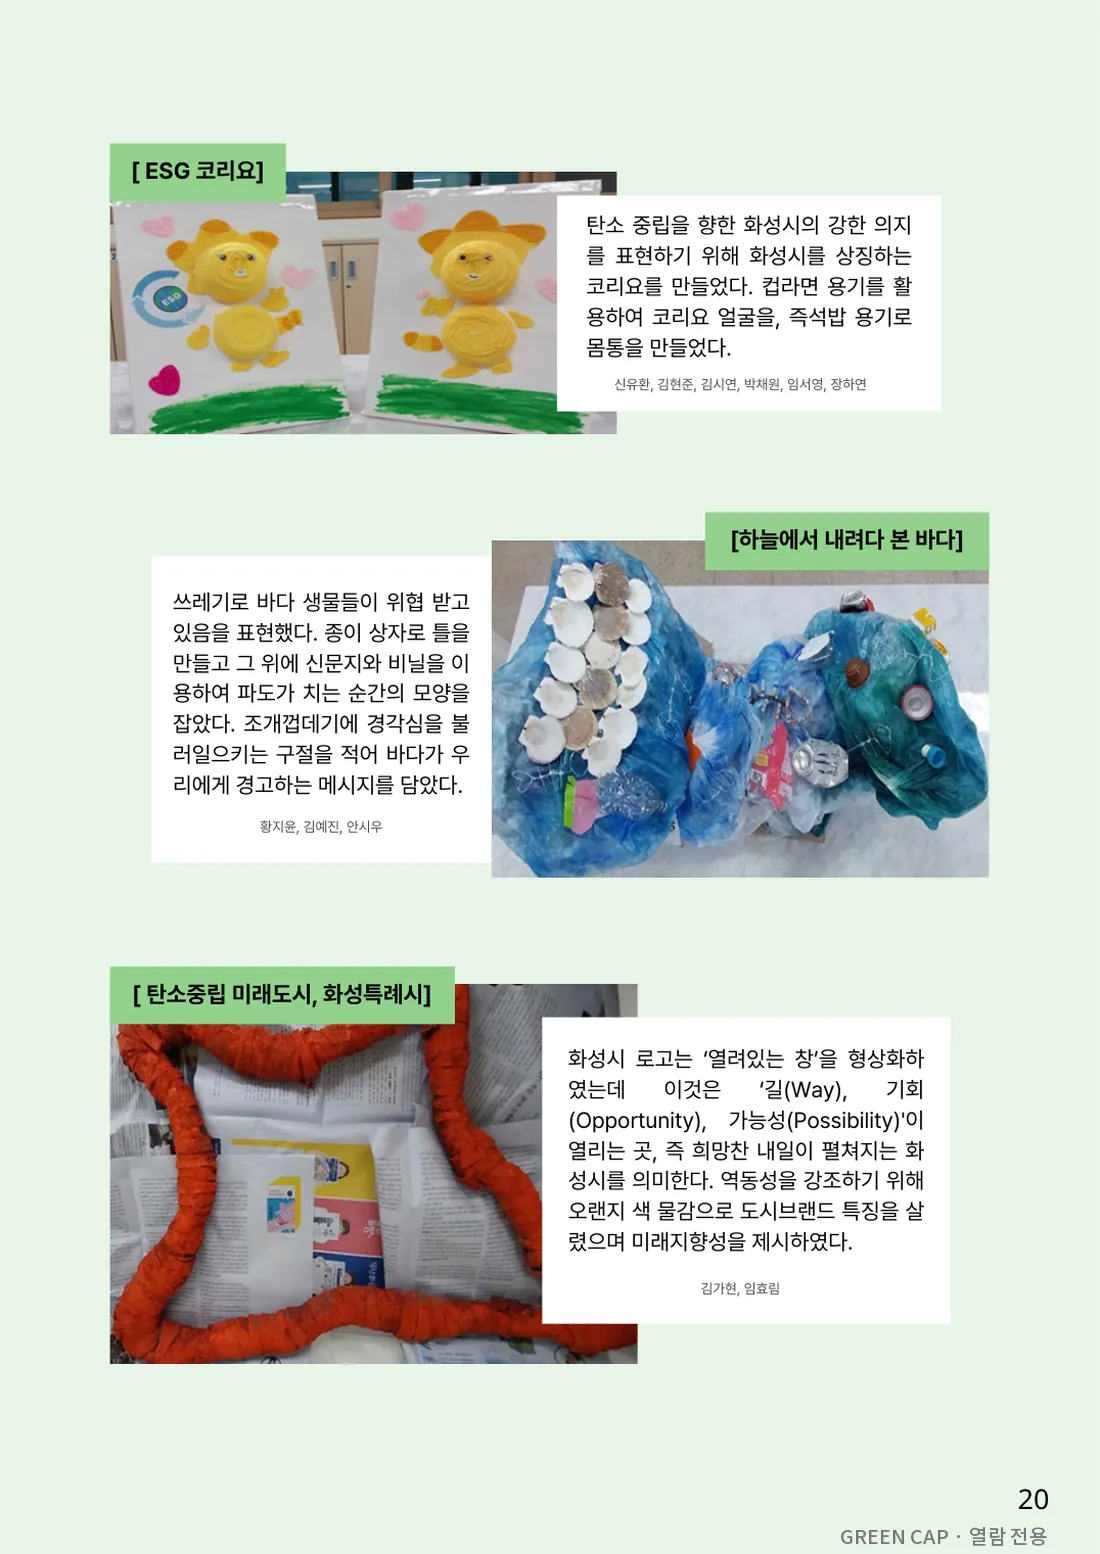 [ ESG 코리요]
ESG
탄소 중립을 향한 화성시의 강한 의지
를 표현하기 위해 화성시를 상징하는
코리요를 만들었다. 컵라면 용기를 활
용하여 코리요 얼굴을, 즉석밥 용기로
몸통을 만들었다.
신유환, 김현준, 김시연, 박채원, 임서영, 장하연
[하늘에서 내려다 본 바다]
쓰레기로 바다 생물들이 위협 받고
있음을 표현했다. 종이 상자로 틀을
만들고 그 위에 신문지와 비닐을 이
용하여 파도가 치는 순간의 모양을
잡았다. 조개껍데기에 경각심을 불
러일으키는 구절을 적어 바다가 우
리에게 경고하는 메시지를 담았다.
황지윤, 김예진, 안시우
[ 탄소중립 미래도시, 화성특례시]
화성시 로고는 ‘열려있는 창’을 형상화하
였는데 이것은 ‘길(Way), 기회
(Opportunity), 가능성(Possibility)'이
열리는 곳, 즉 희망찬 내일이 펼쳐지는 화
성시를 의미한다. 역동성을 강조하기 위해
오랜지 색 물감으로 도시브랜드 특징을 살
렸으며 미래지향성을 제시하였다.
김가현, 임효림
20
GREEN CAP · 열람 전용